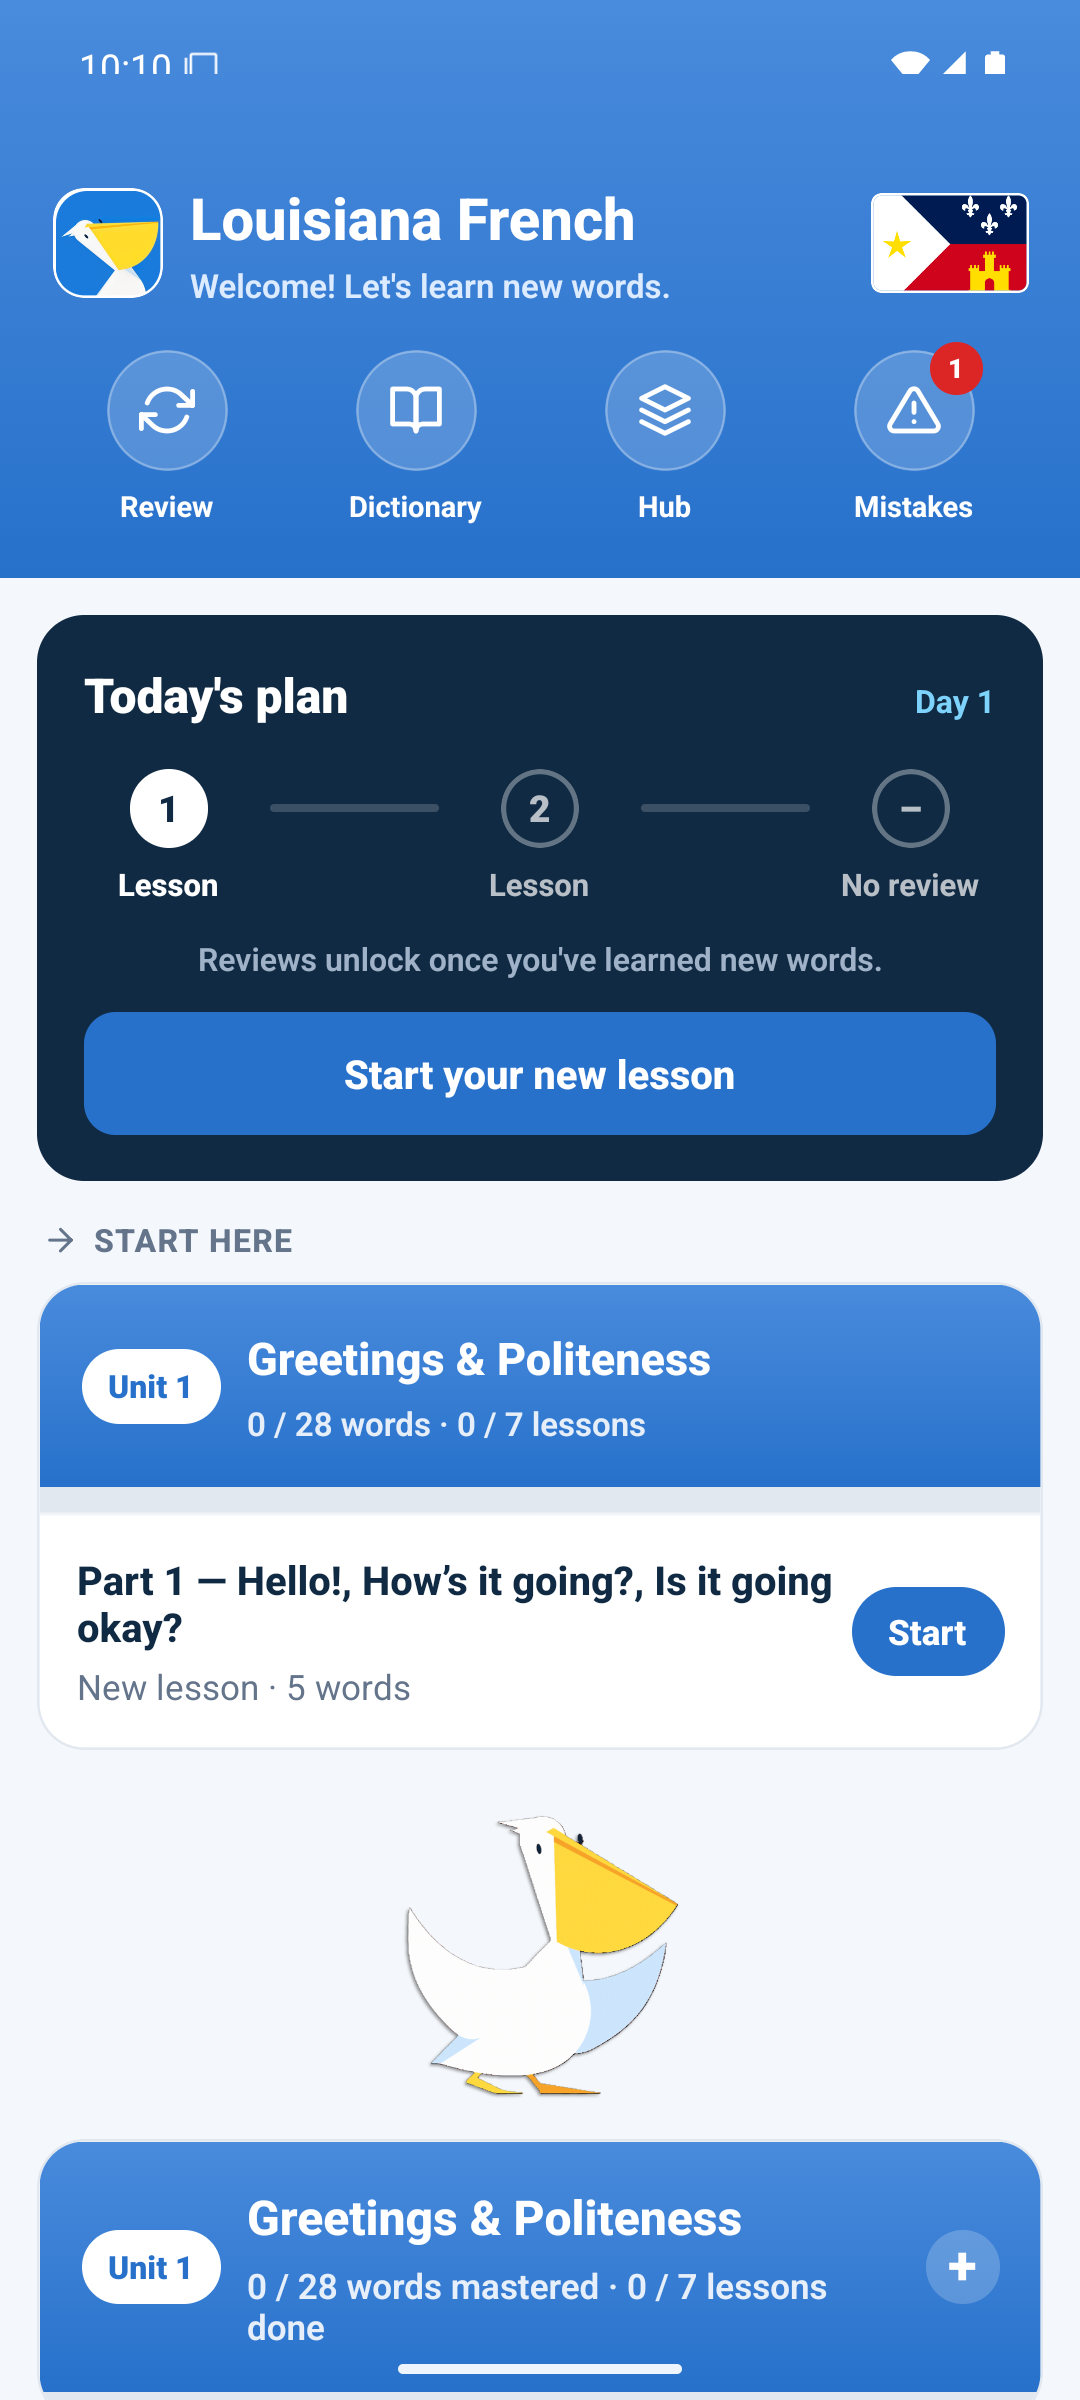 10:10
Louisiana French
Welcome! Let's learn new words.
1
Review
Dictionary
Hub
Mistakes
Today's plan
Day 1
1
2
–
Lesson
Lesson
No review
Reviews unlock once you've learned new words.
Start your new lesson
START HERE
Unit 1
Greetings & Politeness
0 / 28 words · 0 / 7 lessons
Part 1 — Hello!, How’s it going?, Is it going
okay?
New lesson · 5 words
Start
Unit 1
Greetings & Politeness
0 / 28 words mastered · 0 / 7 lessons
done
+